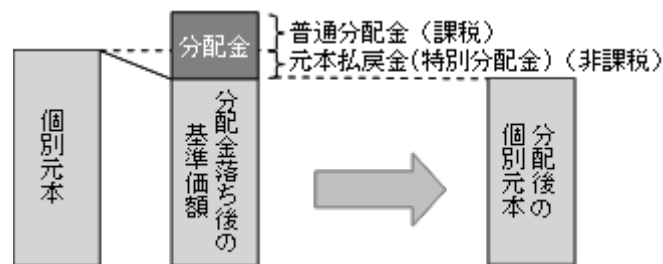 分配金
普通分配金（課税）
元本払戻金(特別分配金)（非課税）
個別元本
分配金落ち後の
基準価額
分配後の
個別元本